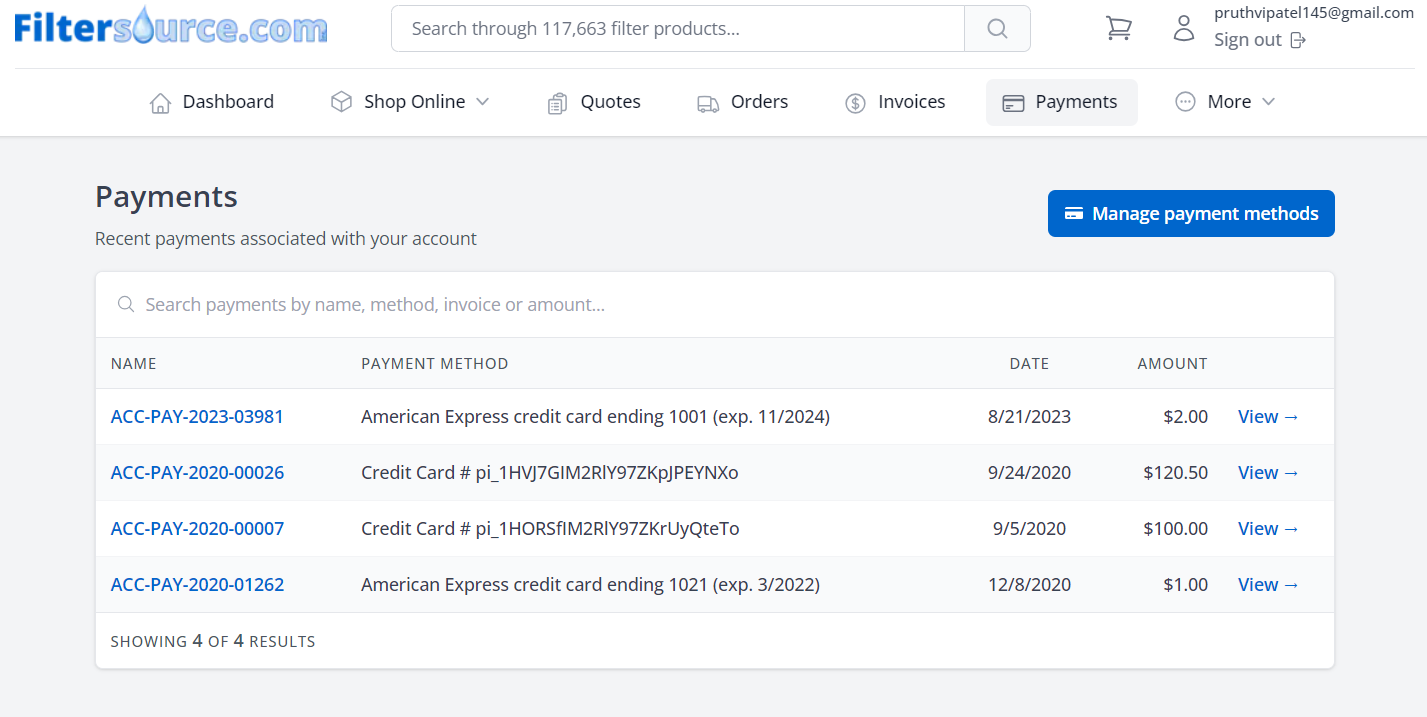 Filtersource.com
Search through 117,663 filter products...
pruthvipatel145@gmail.com
Sign out
Dashboard Shop Online Quotes Orders Invoices Payments More
Payments
Manage payment methods
Recent payments associated with your account
Search payments by name, method, invoice or amount...
NAME PAYMENT METHOD DATE AMOUNT
ACC-PAY-2023-03981 American Express credit card ending 1001 (exp. 11/2024) 8/21/2023 $2.00 View →
ACC-PAY-2020-00026 Credit Card # pi_1HVJ7GIM2RlY97ZKpJPEYNXo 9/24/2020 $120.50 View →
ACC-PAY-2020-00007 Credit Card # pi_1HORSfIM2RlY97ZKrUyQteTo 9/5/2020 $100.00 View →
ACC-PAY-2020-01262 American Express credit card ending 1021 (exp. 3/2022) 12/8/2020 $1.00 View →
SHOWING 4 OF 4 RESULTS